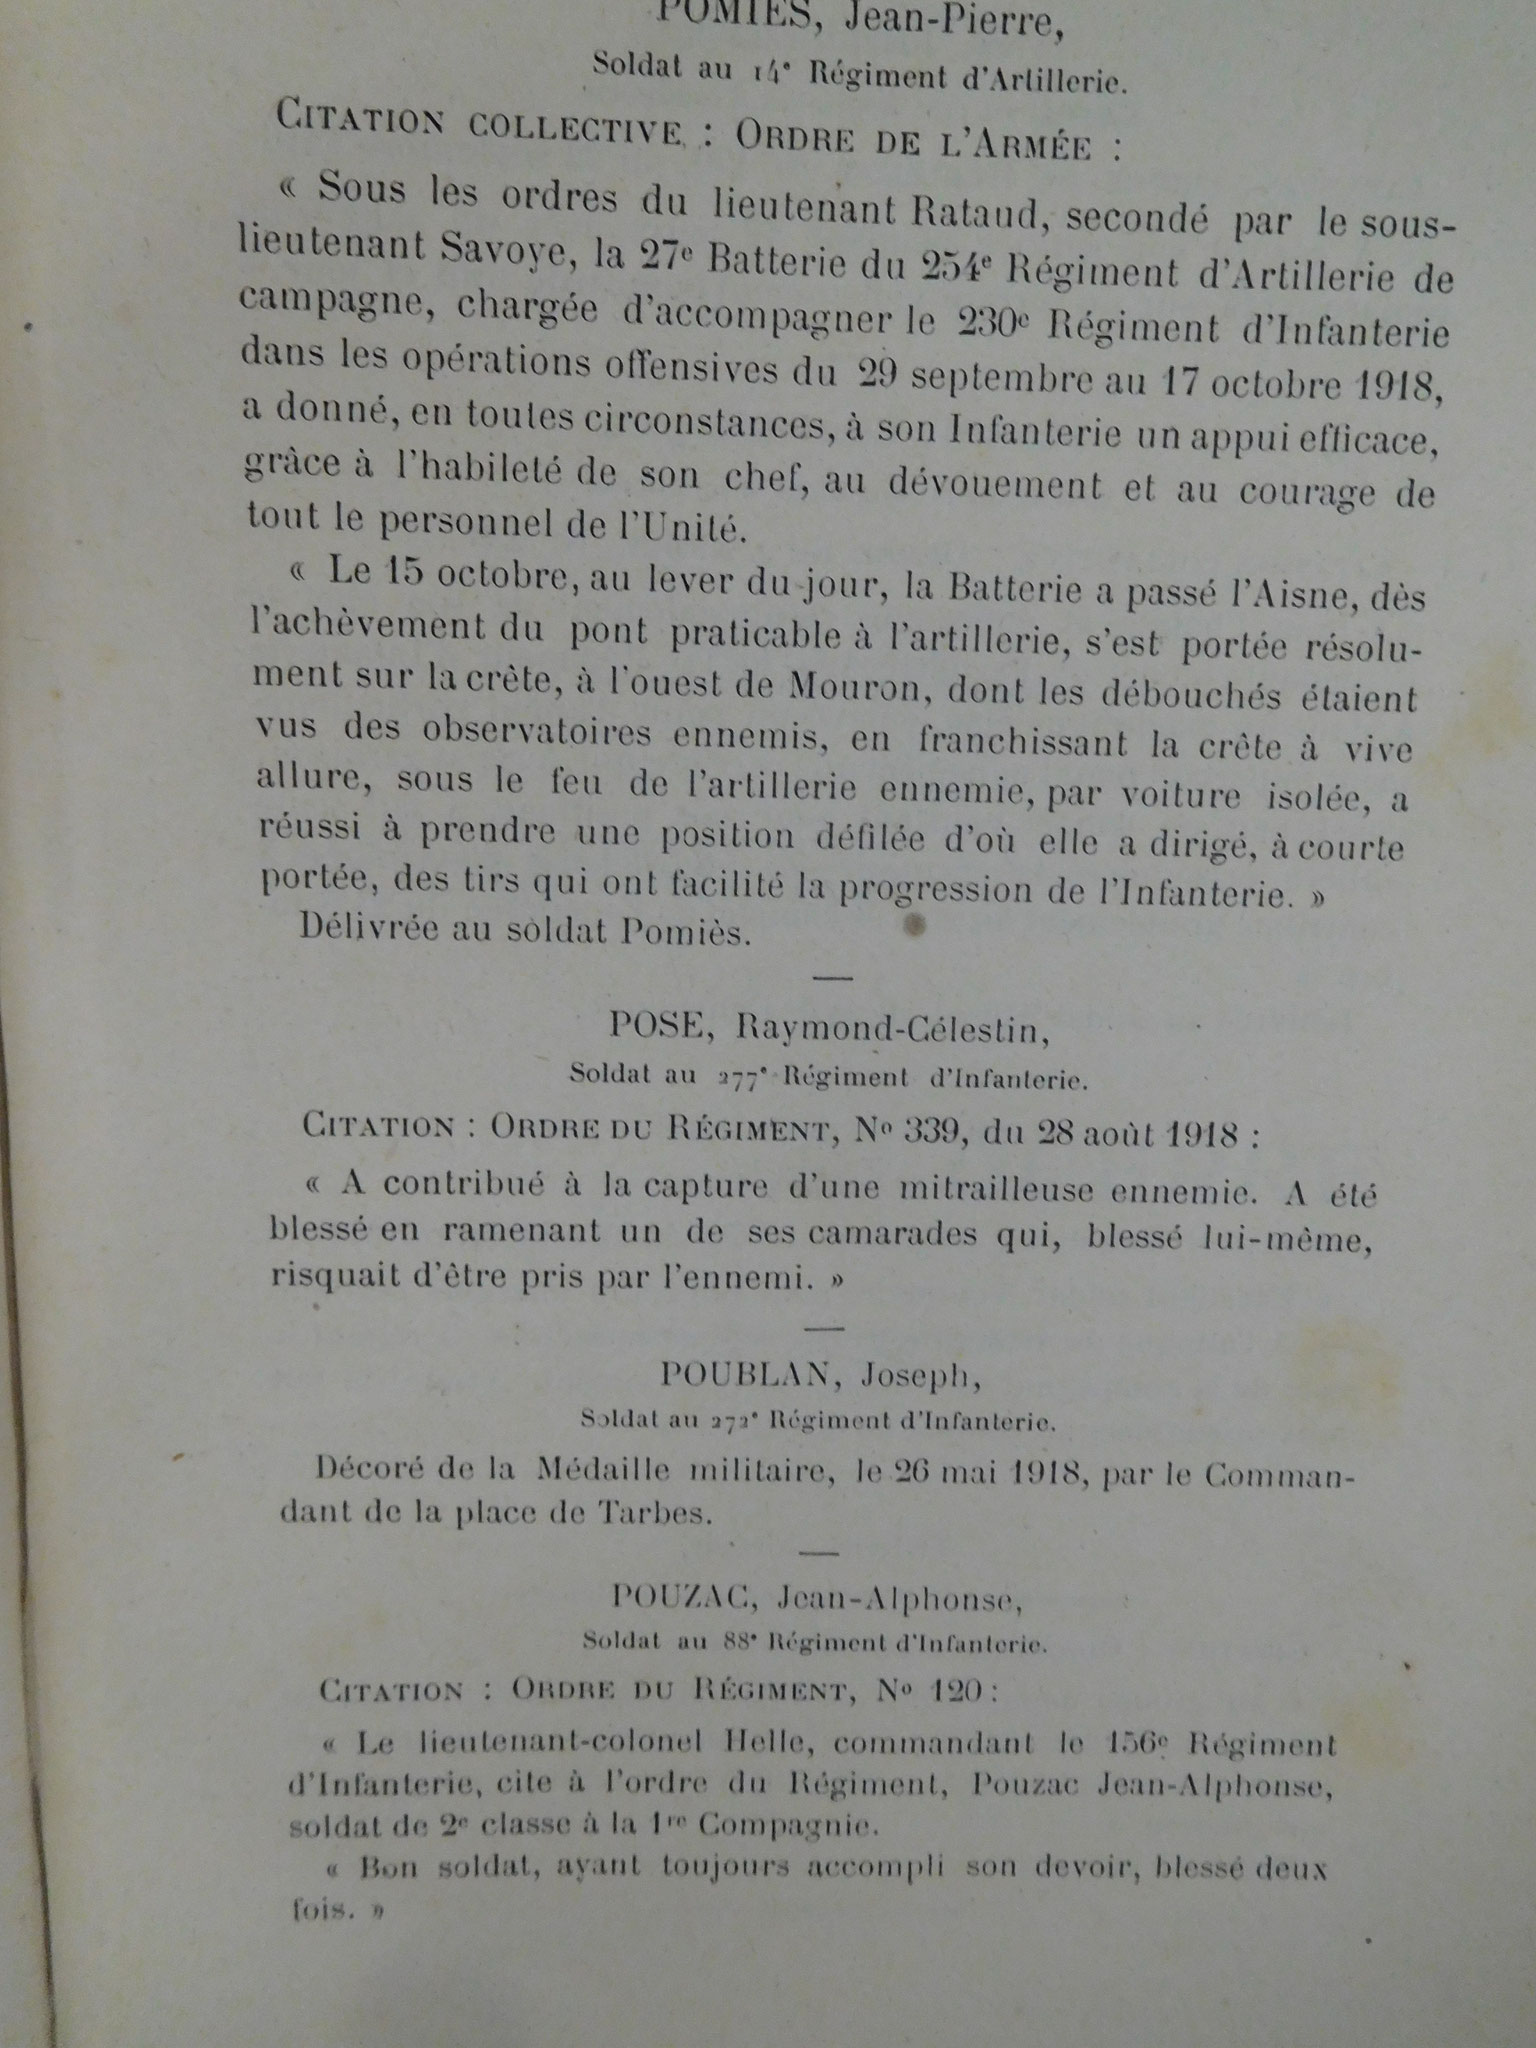 POMIÈS, Jean-Pierre,
Soldat au 14e Régiment d'Artillerie.
CITATION COLLECTIVE : ORDRE DE L'ARMÉE :
« Sous les ordres du lieutenant Rataud, secondé par le sous-
lieutenant Savoye, la 27e Batterie du 254e Régiment d'Artillerie de
campagne, chargée d'accompagner le 230e Régiment d'Infanterie
dans les opérations offensives du 29 septembre au 17 octobre 1918,
a donné, en toutes circonstances, à son Infanterie un appui efficace,
grâce à l'habileté de son chef, au dévouement et au courage de
tout le personnel de l'Unité.
« Le 15 octobre, au lever du jour, la Batterie a passé l'Aisne, dès
l'achèvement du pont praticable à l'artillerie, s'est portée résolu-
ment sur la crête, à l'ouest de Mouron, dont les débouchés étaient
vus des observatoires ennemis, en franchissant la crête à vive
allure, sous le feu de l'artillerie ennemie, par voiture isolée, a
réussi à prendre une position défilée d'où elle a dirigé, à courte
portée, des tirs qui ont facilité la progression de l'Infanterie. »
Délivrée au soldat Pomiès.
POSE, Raymond-Célestin,
Soldat au 277e Régiment d'Infanterie.
CITATION : ORDRE DU RÉGIMENT, No 339, du 28 août 1918 :
« A contribué à la capture d'une mitrailleuse ennemie. A été
blessé en ramenant un de ses camarades qui, blessé lui-même,
risquait d'être pris par l'ennemi. »
POUBLAN, Joseph,
Soldat au 272e Régiment d'Infanterie.
Décoré de la Médaille militaire, le 26 mai 1918, par le Comman-
dant de la place de Tarbes.
POUZAC, Jean-Alphonse,
Soldat au 88e Régiment d'Infanterie.
CITATION : ORDRE DU RÉGIMENT, No 120 :
« Le lieutenant-colonel Helle, commandant le 156e Régiment
d'Infanterie, cite à l'ordre du Régiment, Pouzac Jean-Alphonse,
soldat de 2e classe à la 1re Compagnie.
« Bon soldat, ayant toujours accompli son devoir, blessé deux
fois. »